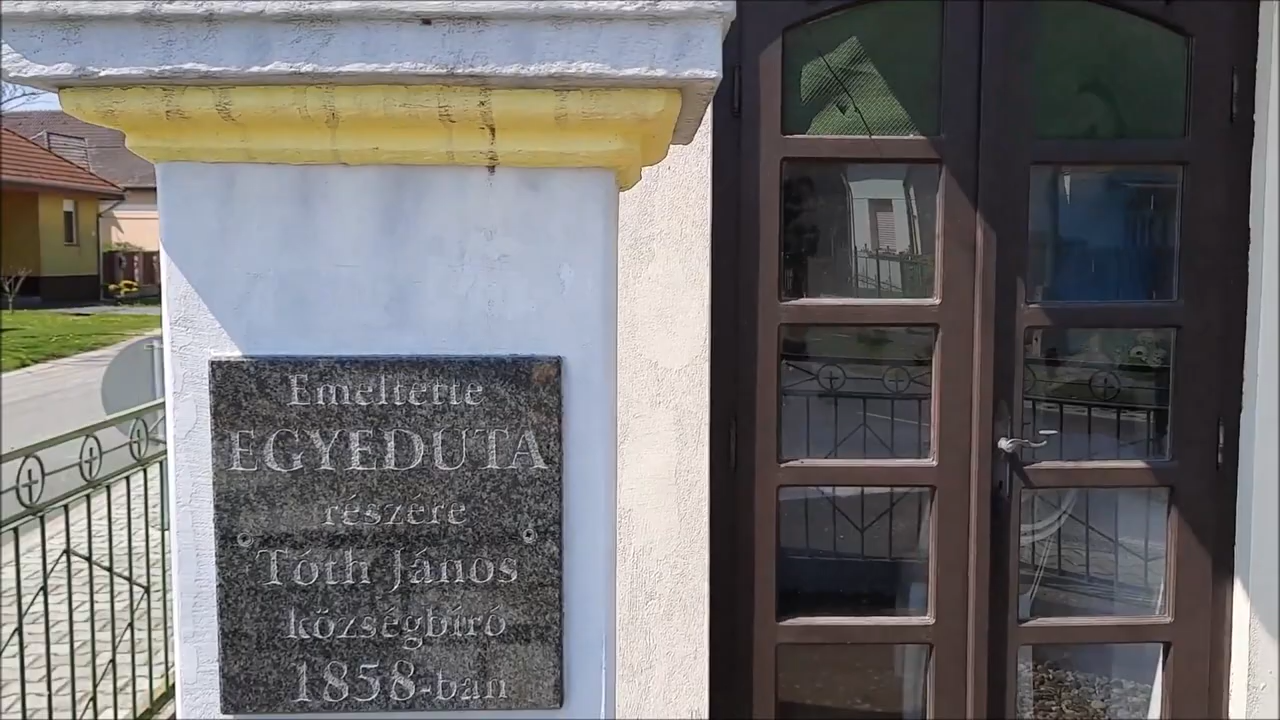 Emeltette
EGYEDUTA
részére
Tóth János
községbíró
1858-ban